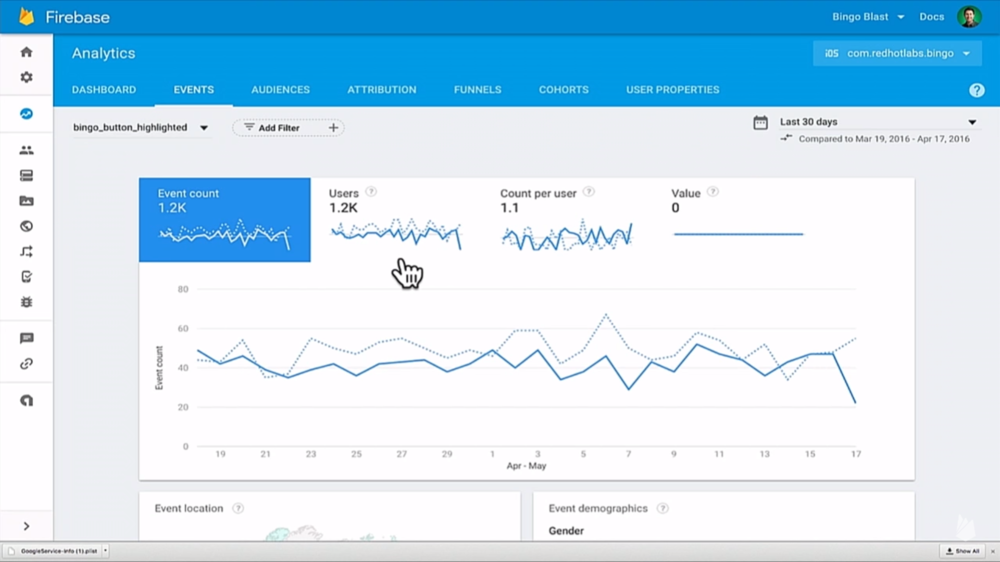 Firebase
Bingo Blast
Docs
Analytics
iOS com.redhotlabs.bingo
DASHBOARD
EVENTS
AUDIENCES
ATTRIBUTION
FUNNELS
COHORTS
USER PROPERTIES
?
bingo_button_highlighted
Add Filter +
Last 30 days
Compared to Mar 19, 2016 - Apr 17, 2016
Event count
1.2K
Users ?
1.2K
Count per user ?
1.1
Value ?
0
80
60
40
20
0
Event count
19 21 23 25 27 29 1 3 5 7 9 11 13 15 17
Apr - May
Event location ?
Event demographics ?
Gender
GoogleService-Info (1).plist
Show All